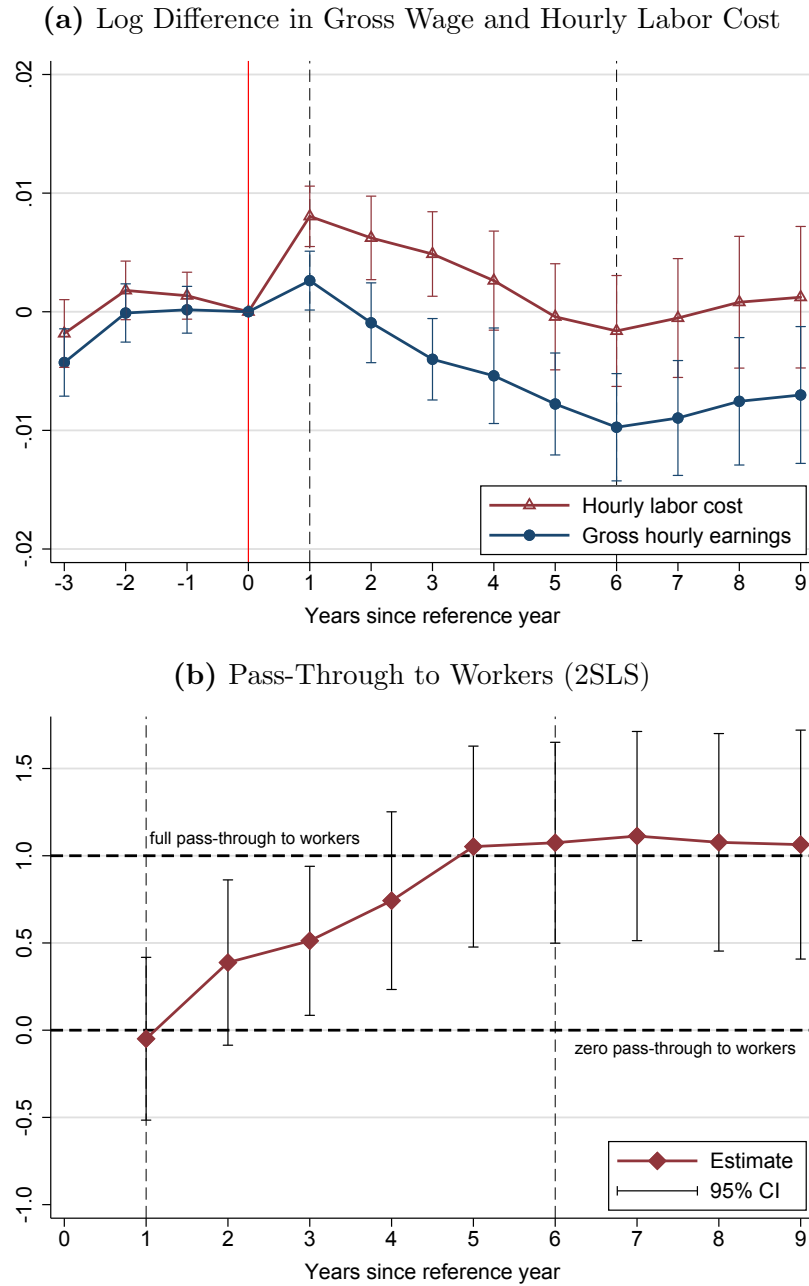 (a) Log Difference in Gross Wage and Hourly Labor Cost
.02
.01
0
-.01
-.02
Hourly labor cost
Gross hourly earnings
-3 -2 -1 0 1 2 3 4 5 6 7 8 9
Years since reference year
(b) Pass-Through to Workers (2SLS)
1.5
1.0
0.5
0.0
-0.5
-1.0
full pass-through to workers
zero pass-through to workers
Estimate
95% CI
0 1 2 3 4 5 6 7 8 9
Years since reference year